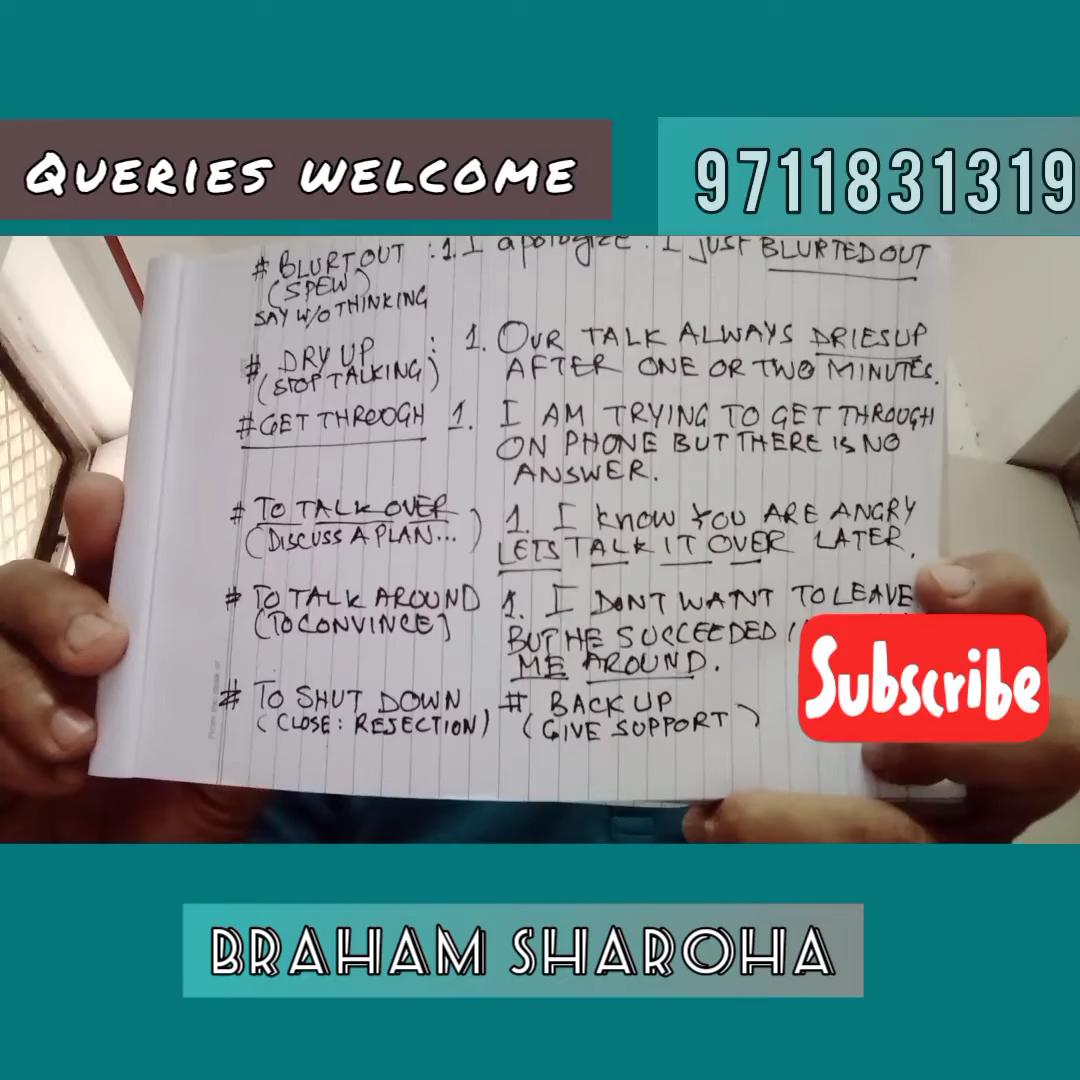 QUERIES WELCOME
9711831319
# BLURT OUT : 1. I apologize. I JUST BLURTED OUT
(SPEW)
SAY W/O THINKING
# DRY UP : 1. OUR TALK ALWAYS DRIESUP
(STOP TALKING) AFTER ONE OR TWO MINUTES.
# GET THROUGH 1. I AM TRYING TO GET THROUGH
ON PHONE BUT THERE IS NO
ANSWER.
# TO TALK OVER 1. I KNOW YOU ARE ANGRY
(DISCUSS A PLAN...) LETS TALK IT OVER LATER.
# TO TALK AROUND 1. I DONT WANT TO LEAVE
(TO CONVINCE) BUT HE SUCCEEDED
ME AROUND.
# TO SHUT DOWN # BACK UP
(CLOSE: REJECTION) (GIVE SUPPORT)
Subscribe
BRAHAM SHAROHA